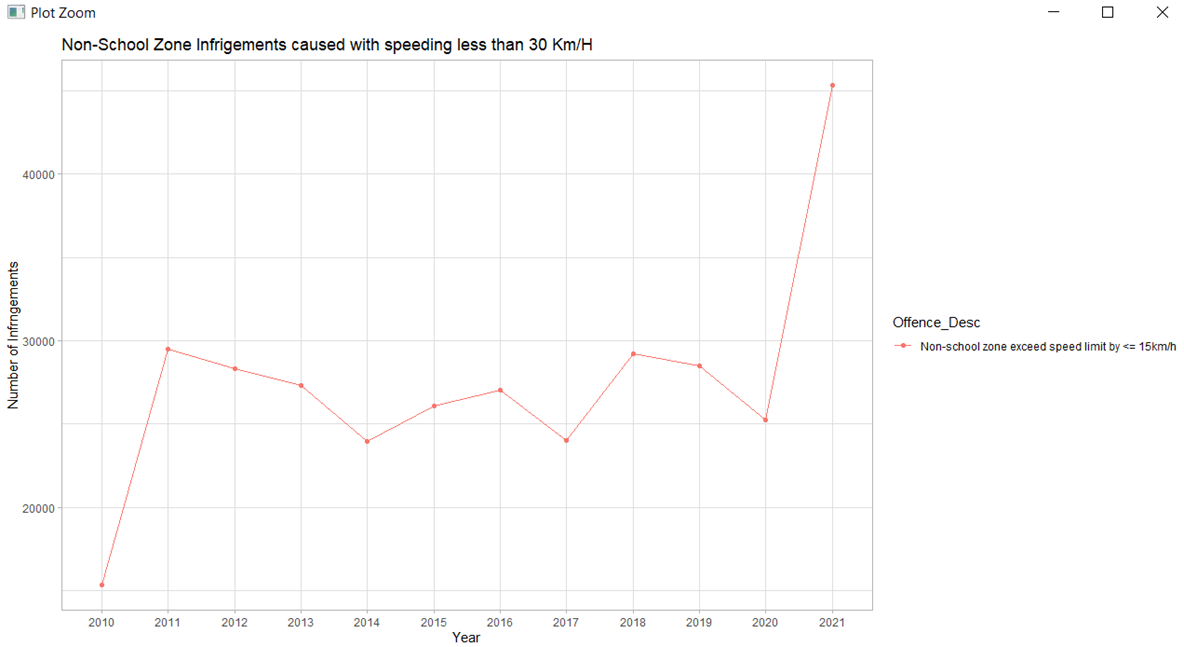 Plot Zoom
Non-School Zone Infrigements caused with speeding less than 30 Km/H
Number of Infrngements
40000
30000
20000
2010 2011 2012 2013 2014 2015 2016 2017 2018 2019 2020 2021
Year
Offence_Desc
Non-school zone exceed speed limit by <= 15km/h